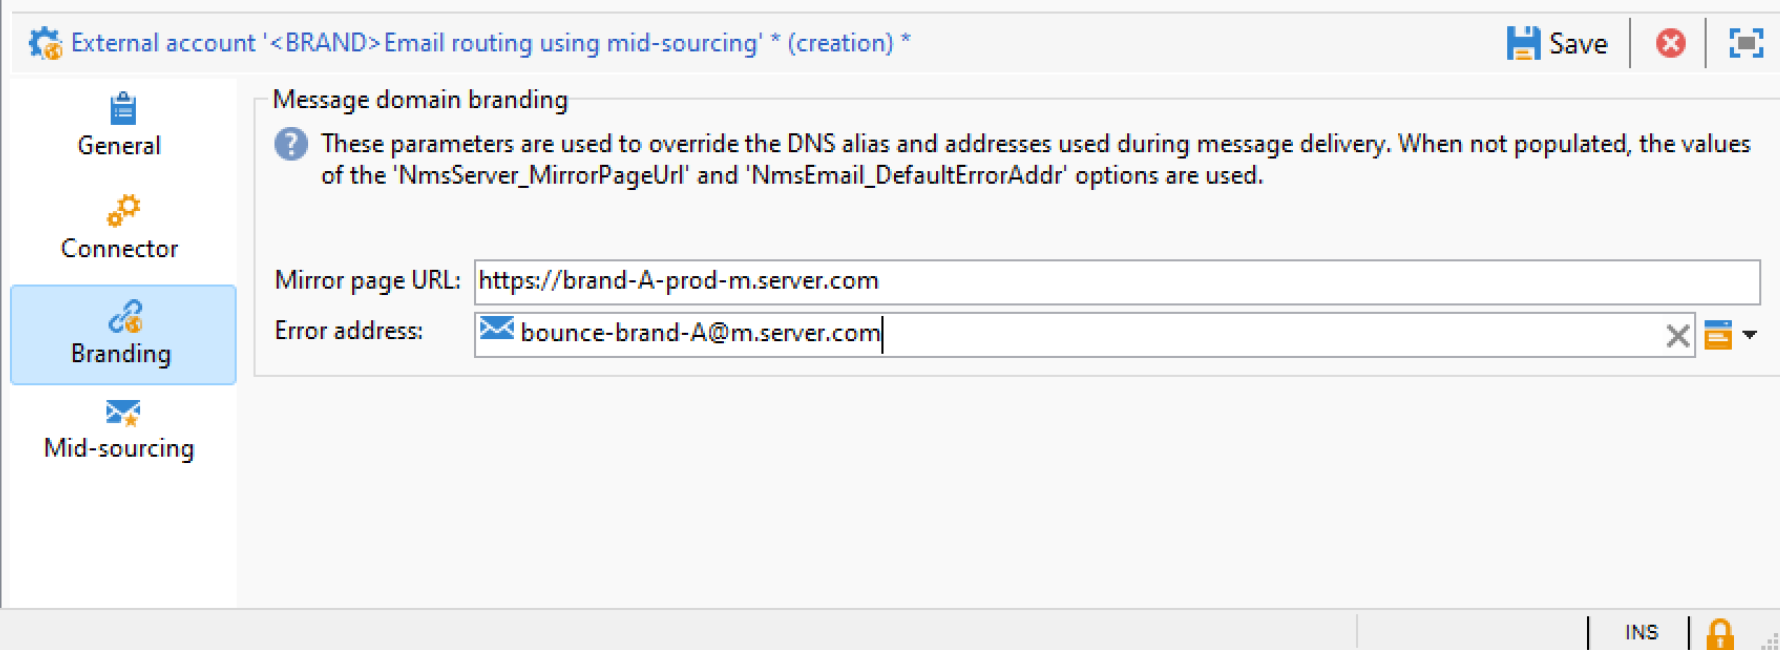 External account '<BRAND>Email routing using mid-sourcing' * (creation) *
Save
General
Connector
Branding
Mid-sourcing
Message domain branding
These parameters are used to override the DNS alias and addresses used during message delivery. When not populated, the values
of the 'NmsServer_MirrorPageUrl' and 'NmsEmail_DefaultErrorAddr' options are used.
Mirror page URL: https://brand-A-prod-m.server.com
Error address: bounce-brand-A@m.server.com
INS